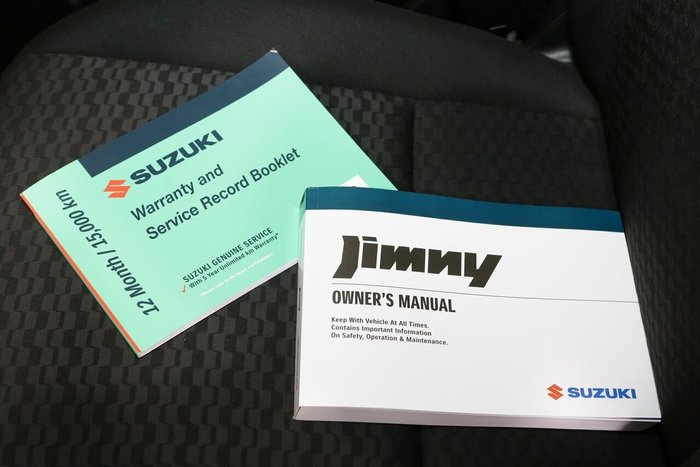 SUZUKI
Warranty and
Service Record Booklet
12 Month / 15,000 km
SUZUKI GENUINE SERVICE
With 5 Year Unlimited km Warranty*
Jimny
OWNER'S MANUAL
Keep With Vehicle At All Times.
Contains Important Information
On Safety, Operation & Maintenance.
SUZUKI